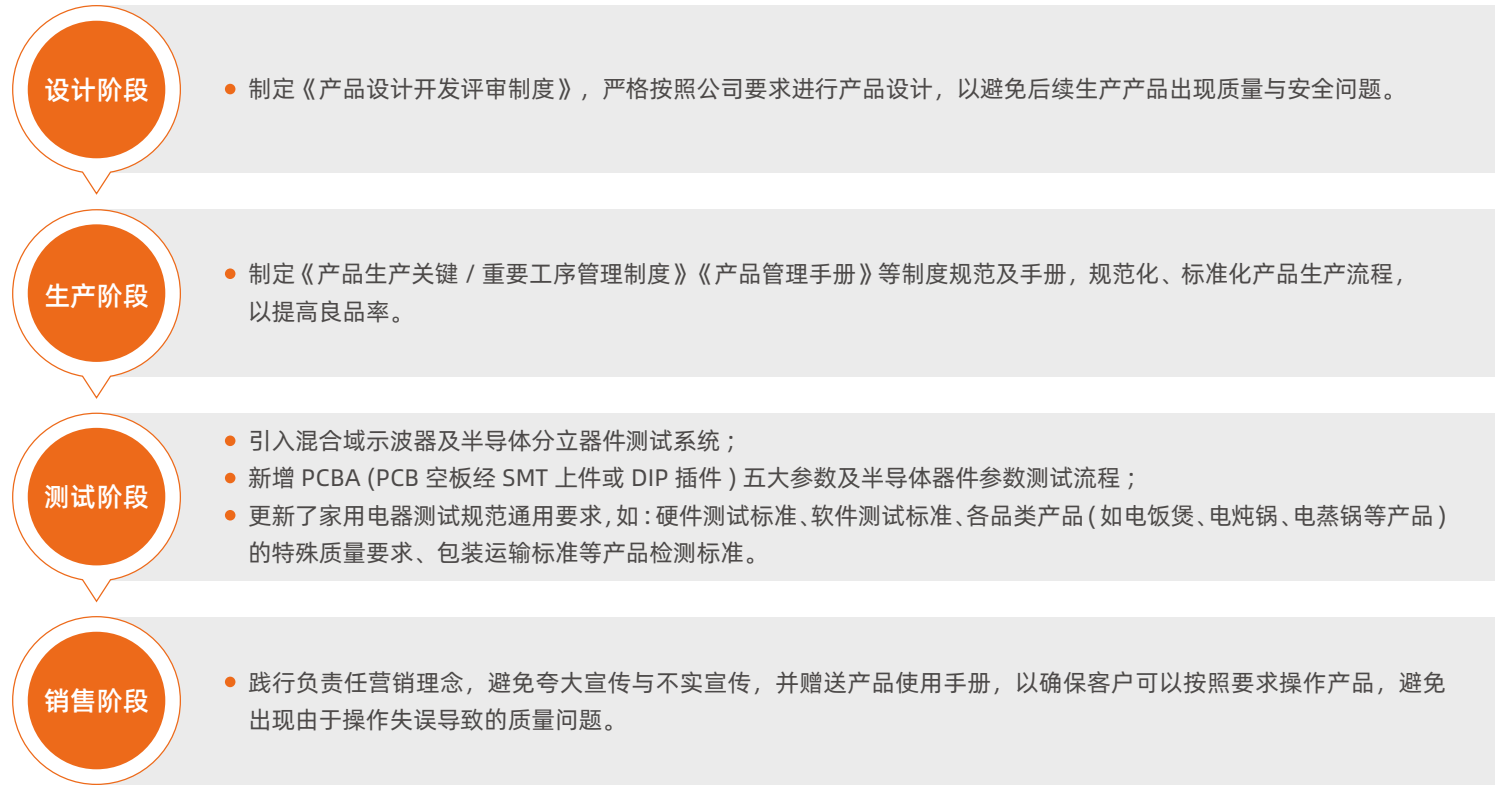 设计阶段
• 制定《产品设计开发评审制度》，严格按照公司要求进行产品设计，以避免后续生产产品出现质量与安全问题。
生产阶段
• 制定《产品生产关键 / 重要工序管理制度》《产品管理手册》等制度规范及手册，规范化、标准化产品生产流程，
以提高良品率。
测试阶段
• 引入混合域示波器及半导体分立器件测试系统；
• 新增 PCBA (PCB 空板经 SMT 上件或 DIP 插件 ) 五大参数及半导体器件参数测试流程；
• 更新了家用电器测试规范通用要求，如：硬件测试标准、软件测试标准、各品类产品 ( 如电饭煲、电炖锅、电蒸锅等产品 )
的特殊质量要求、包装运输标准等产品检测标准。
销售阶段
• 践行负责任营销理念，避免夸大宣传与不实宣传，并赠送产品使用手册，以确保客户可以按照要求操作产品，避免
出现由于操作失误导致的质量问题。